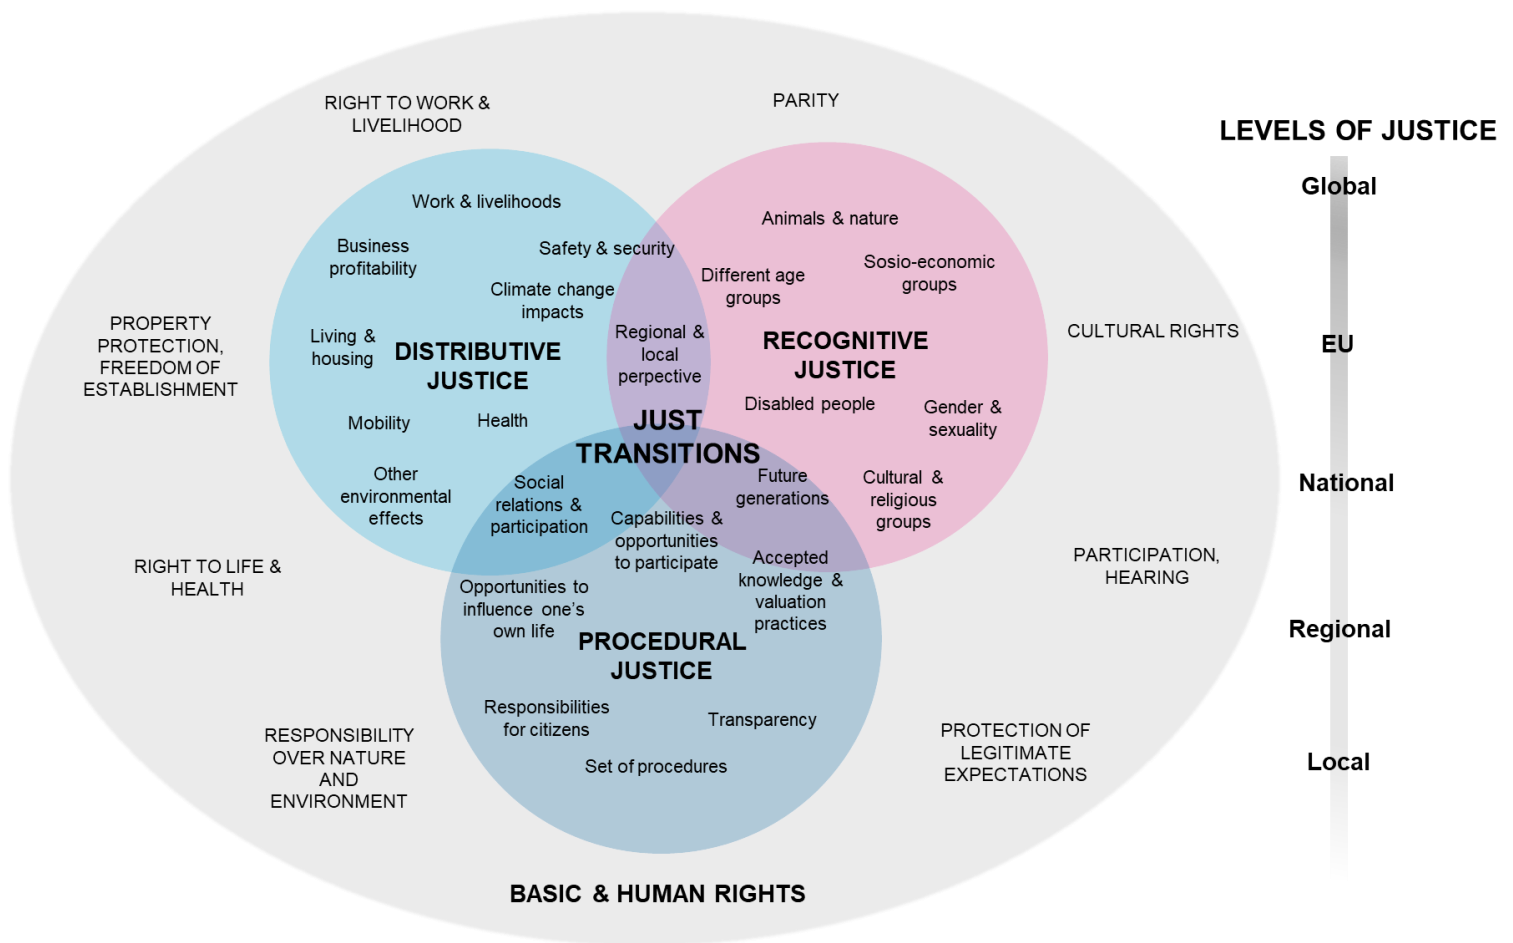 RIGHT TO WORK &
LIVELIHOOD
PARITY
LEVELS OF JUSTICE
Global
EU
National
Regional
Local
Work & livelihoods
Business
profitability
Safety & security
Climate change
impacts
Living &
housing
DISTRIBUTIVE
JUSTICE
Mobility
Health
Other
environmental
effects
Social
relations &
participation
Regional &
local
perpective
Animals & nature
Different age
groups
Sosio-economic
groups
RECOGNITIVE
JUSTICE
Disabled people
Gender &
sexuality
Cultural &
religious
groups
JUST
TRANSITIONS
Future
generations
Capabilities &
opportunities
to participate
Accepted
knowledge &
valuation
practices
Opportunities to
influence one’s
own life
PROCEDURAL
JUSTICE
Responsibilities
for citizens
Transparency
Set of procedures
PROPERTY
PROTECTION,
FREEDOM OF
ESTABLISHMENT
CULTURAL RIGHTS
RIGHT TO LIFE &
HEALTH
PARTICIPATION,
HEARING
RESPONSIBILITY
OVER NATURE
AND
ENVIRONMENT
PROTECTION OF
LEGITIMATE
EXPECTATIONS
BASIC & HUMAN RIGHTS